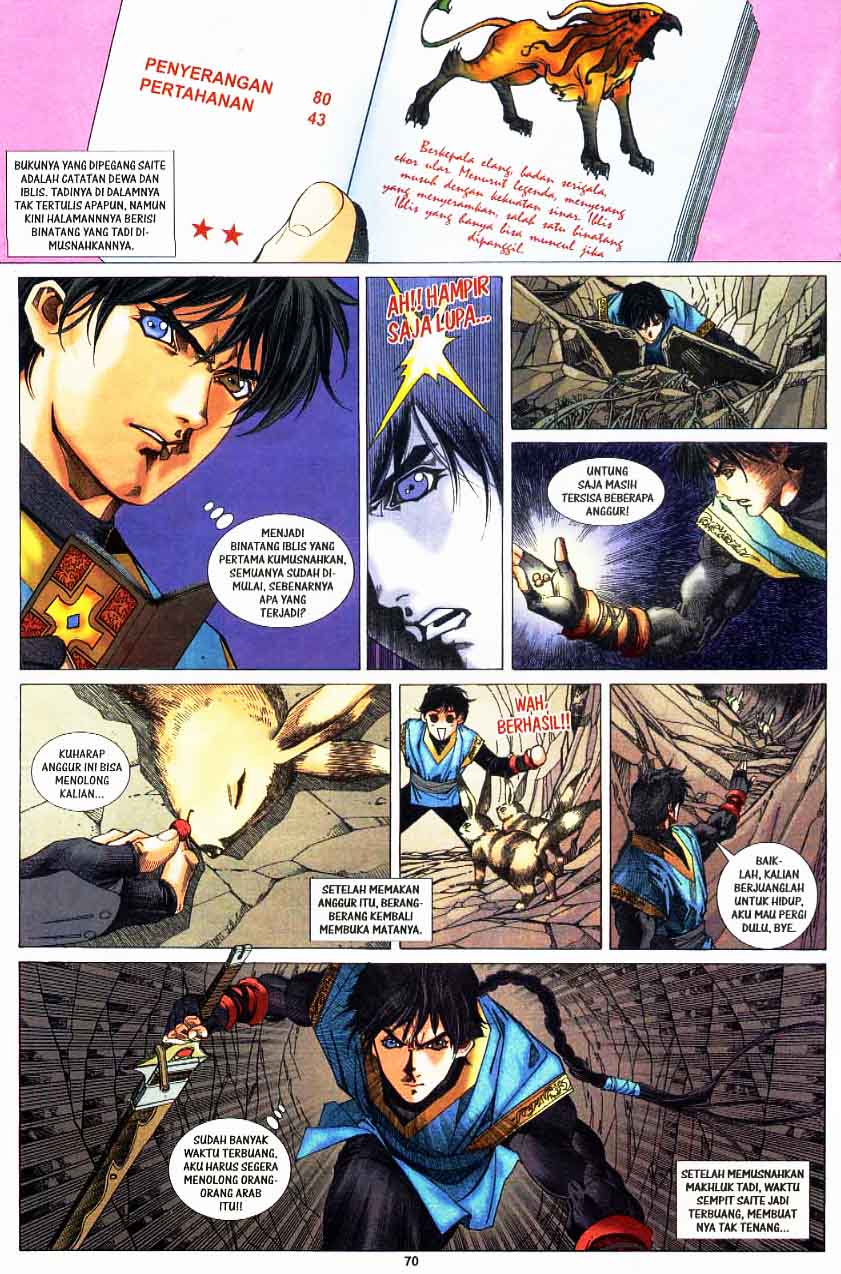 PENYERANGAN 80
PERTAHANAN 43
Berkepala elang, badan serigala,
ekor ular. Menurut legenda, menyerang
musuh dengan kekuatan sinar. Iblis
yang menyeramkan, salah satu binatang
Iblis yang hanya bisa muncul jika
dipanggil.
BUKUNYA YANG DIPEGANG SAITE
ADALAH CATATAN DEWA DAN
IBLIS. TADINYA DI DALAMNYA
TAK TERTULIS APAPUN, NAMUN
KINI HALAMANNNYA BERISI
BINATANG YANG TADI DI-
MUSNAHKANNYA.
MENJADI
BINATANG IBLIS YANG
PERTAMA KUMUSNAHKAN,
SEMUANYA SUDAH DI-
MULAI, SEBENARNYA
APA YANG
TERJADI?
AH!! HAMPIR
SAJA LUPA...
UNTUNG
SAJA MASIH
TERSISA BEBERAPA
ANGGUR!
KUHARAP
ANGGUR INI BISA
MENOLONG
KALIAN...
SETELAH MEMAKAN
ANGGUR ITU, BERANG-
BERANG KEMBALI
MEMBUKA MATANYA.
WAH,
BERHASIL!!
BAIK-
LAH, KALIAN
BERJUANGLAH
UNTUK HIDUP,
AKU MAU PERGI
DULU, BYE.
SUDAH BANYAK
WAKTU TERBUANG,
AKU HARUS SEGERA
MENOLONG ORANG-
ORANG ARAB
ITU!!
SETELAH MEMUSNAHKAN
MAKHLUK TADI, WAKTU
SEMPIT SAITE JADI
TERBUANG, MEMBUAT
NYA TAK TENANG...
70